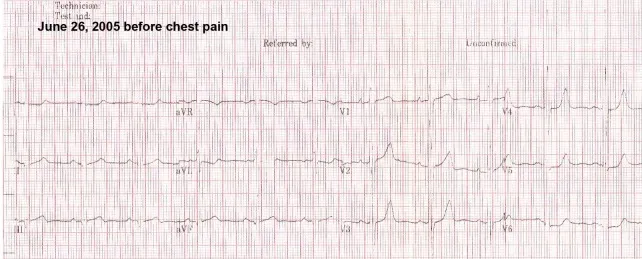 Technician:
Test ind:
June 26, 2005 before chest pain
Referred by:
Unconfirmed
aVR
V1
V4
II
aVL
V2
V5
III
aVF
V3
V6